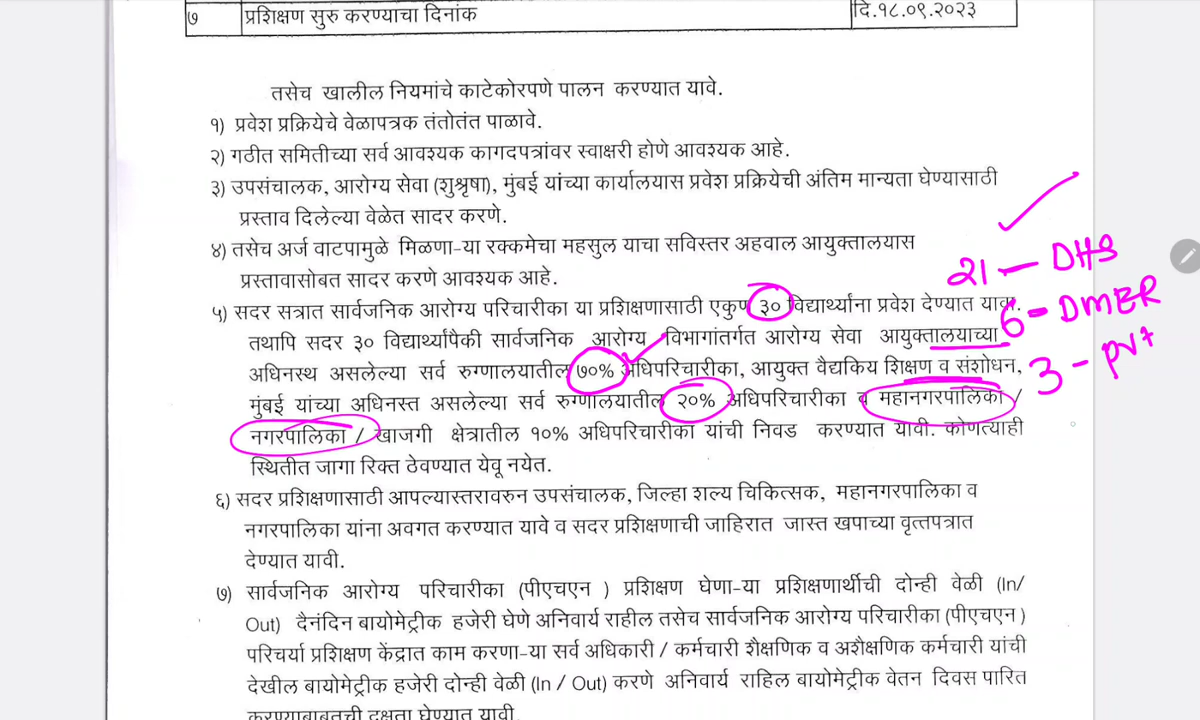 ७ प्रशिक्षण सुरु करण्याचा दिनांक दि.१८.०९.२०२३
तसेच खालील नियमांचे काटेकोरपणे पालन करण्यात यावे.
१) प्रवेश प्रक्रियेचे वेळापत्रक तंतोतंत पाळावे.
२) गठीत समितीच्या सर्व आवश्यक कागदपत्रांवर स्वाक्षरी होणे आवश्यक आहे.
३) उपसंचालक, आरोग्य सेवा (शुश्रृषा), मुंबई यांच्या कार्यालयास प्रवेश प्रक्रियेची अंतिम मान्यता घेण्यासाठी
प्रस्ताव दिलेल्या वेळेत सादर करणे.
४) तसेच अर्ज वाटपामुळे मिळणा-या रक्कमेचा महसुल याचा सविस्तर अहवाल आयुक्तालयास
प्रस्तावासोबत सादर करणे आवश्यक आहे.
21 - DHS
५) सदर सत्रात सार्वजनिक आरोग्य परिचारीका या प्रशिक्षणासाठी एकुण ३० विद्यार्थ्यांना प्रवेश देण्यात यावा.
6 - DMER
तथापि सदर ३० विद्यार्थ्यांपैकी सार्वजनिक आरोग्य विभागांतर्गत आरोग्य सेवा आयुक्तालयाच्या
अधिनस्थ असलेल्या सर्व रुग्णालयातील ७०% अधिपरिचारीका, आयुक्त वैद्यकिय शिक्षण व संशोधन,
3 - pvt
मुंबई यांच्या अधिनस्त असलेल्या सर्व रुग्णालयातील २०% अधिपरिचारीका व महानगरपालिका /
नगरपालिका / खाजगी क्षेत्रातील १०% अधिपरिचारीका यांची निवड करण्यात यावी. कोणत्याही
स्थितीत जागा रिक्त ठेवण्यात येवू नयेत.
६) सदर प्रशिक्षणासाठी आपल्यास्तरावरुन उपसंचालक, जिल्हा शल्य चिकित्सक, महानगरपालिका व
नगरपालिका यांना अवगत करण्यात यावे व सदर प्रशिक्षणाची जाहिरात जास्त खपाच्या वृत्तपत्रात
देण्यात यावी.
७) सार्वजनिक आरोग्य परिचारीका (पीएचएन ) प्रशिक्षण घेणा-या प्रशिक्षणार्थीची दोन्ही वेळी (In/
Out) दैनंदिन बायोमेट्रीक हजेरी घेणे अनिवार्य राहील तसेच सार्वजनिक आरोग्य परिचारीका (पीएचएन )
परिचर्या प्रशिक्षण केंद्रात काम करणा-या सर्व अधिकारी / कर्मचारी शैक्षणिक व अशैक्षणिक कर्मचारी यांची
देखील बायोमेट्रीक हजेरी दोन्ही वेळी (In / Out) करणे अनिवार्य राहिल बायोमेट्रीक वेतन दिवस पारित
करण्याबाबतची दक्षता घेण्यात यावी.